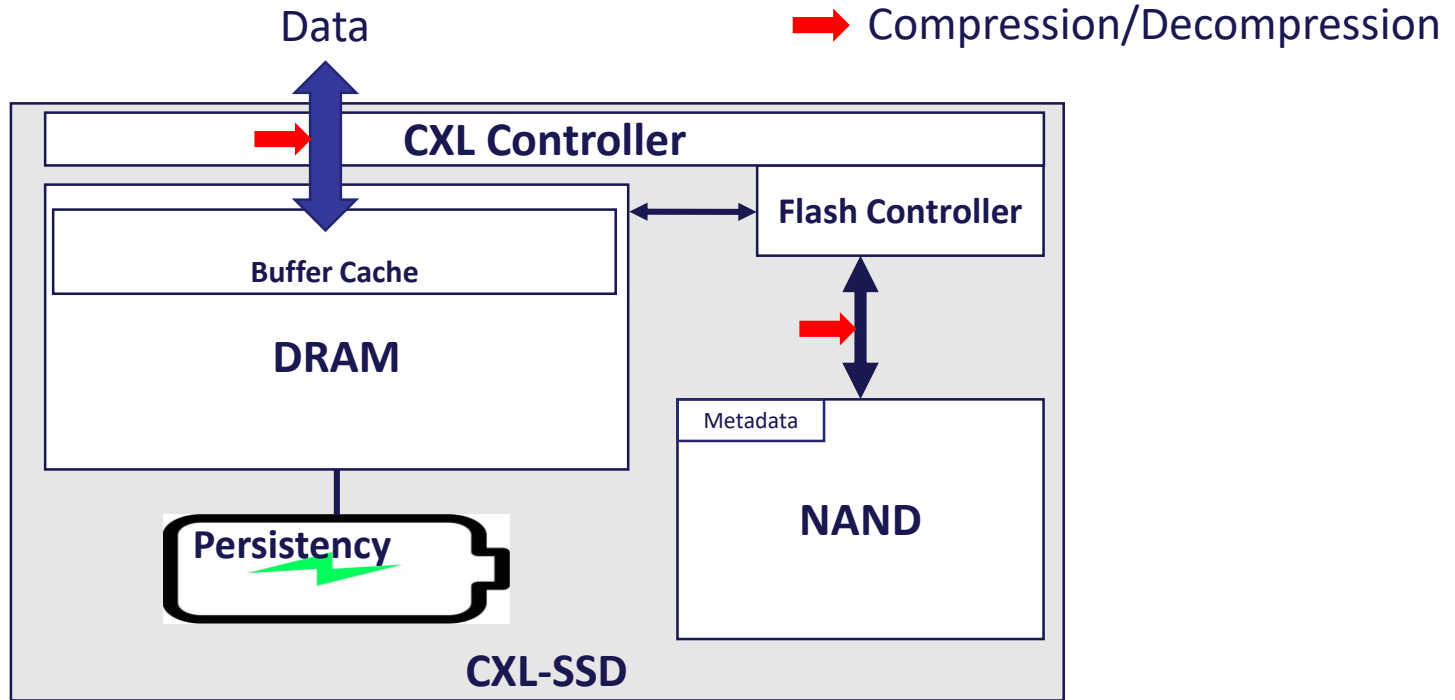 Data
Compression/Decompression
CXL Controller
Flash Controller
Buffer Cache
DRAM
Metadata
NAND
Persistency
CXL-SSD